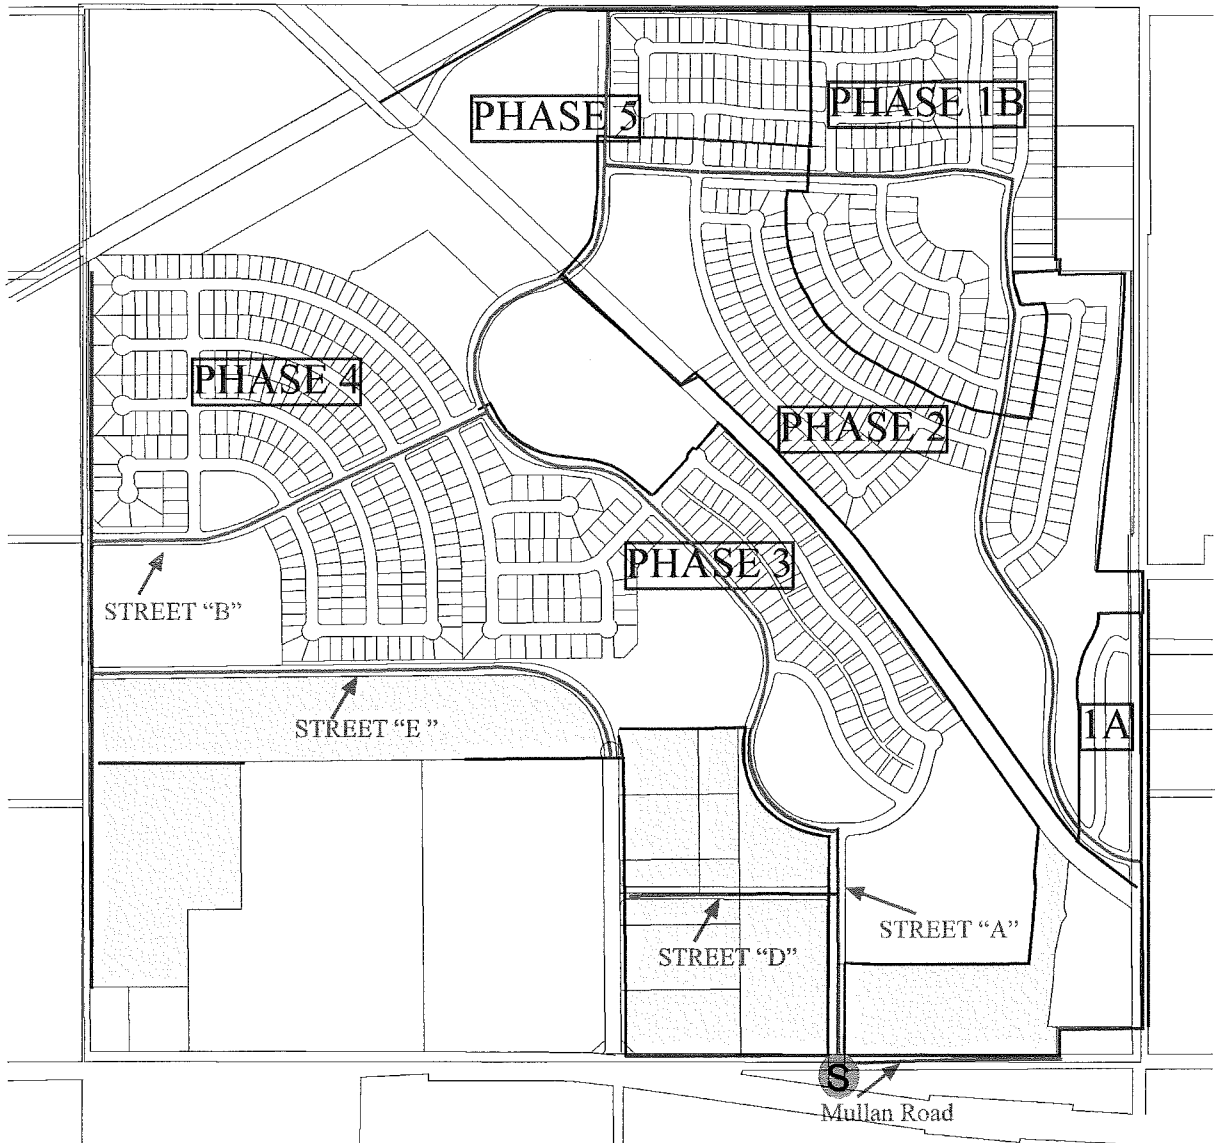 PHASE 5
PHASE 1B
PHASE 4
PHASE 2
PHASE 3
STREET “B”
STREET “E ”
1A
STREET “A”
STREET “D”
S
Mullan Road